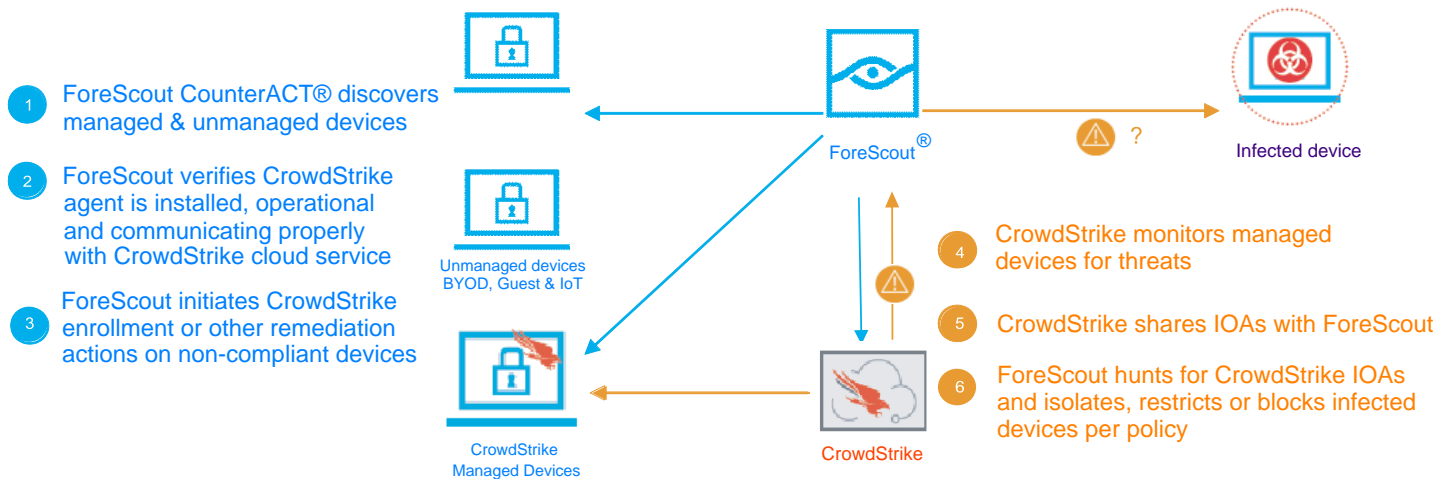 1
ForeScout CounterACT® discovers
managed & unmanaged devices
2
ForeScout verifies CrowdStrike
agent is installed, operational
and communicating properly
with CrowdStrike cloud service
3
ForeScout initiates CrowdStrike
enrollment or other remediation
actions on non-compliant devices
Unmanaged devices
BYOD, Guest & IoT
CrowdStrike
Managed Devices
ForeScout®
?
Infected device
4
CrowdStrike monitors managed
devices for threats
5
CrowdStrike shares IOAs with ForeScout
6
ForeScout hunts for CrowdStrike IOAs
and isolates, restricts or blocks infected
devices per policy
CrowdStrike